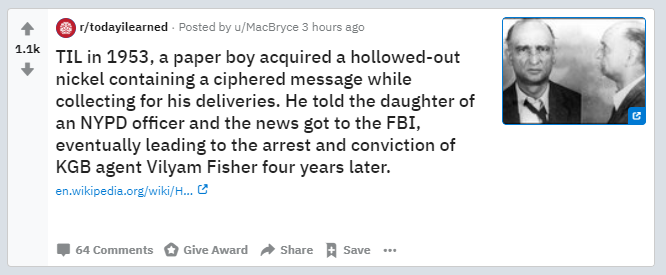 r/todayilearned · Posted by u/MacBryce 3 hours ago
1.1k
TIL in 1953, a paper boy acquired a hollowed-out
nickel containing a ciphered message while
collecting for his deliveries. He told the daughter of
an NYPD officer and the news got to the FBI,
eventually leading to the arrest and conviction of
KGB agent Vilyam Fisher four years later.
en.wikipedia.org/wiki/H...
64 Comments Give Award Share Save